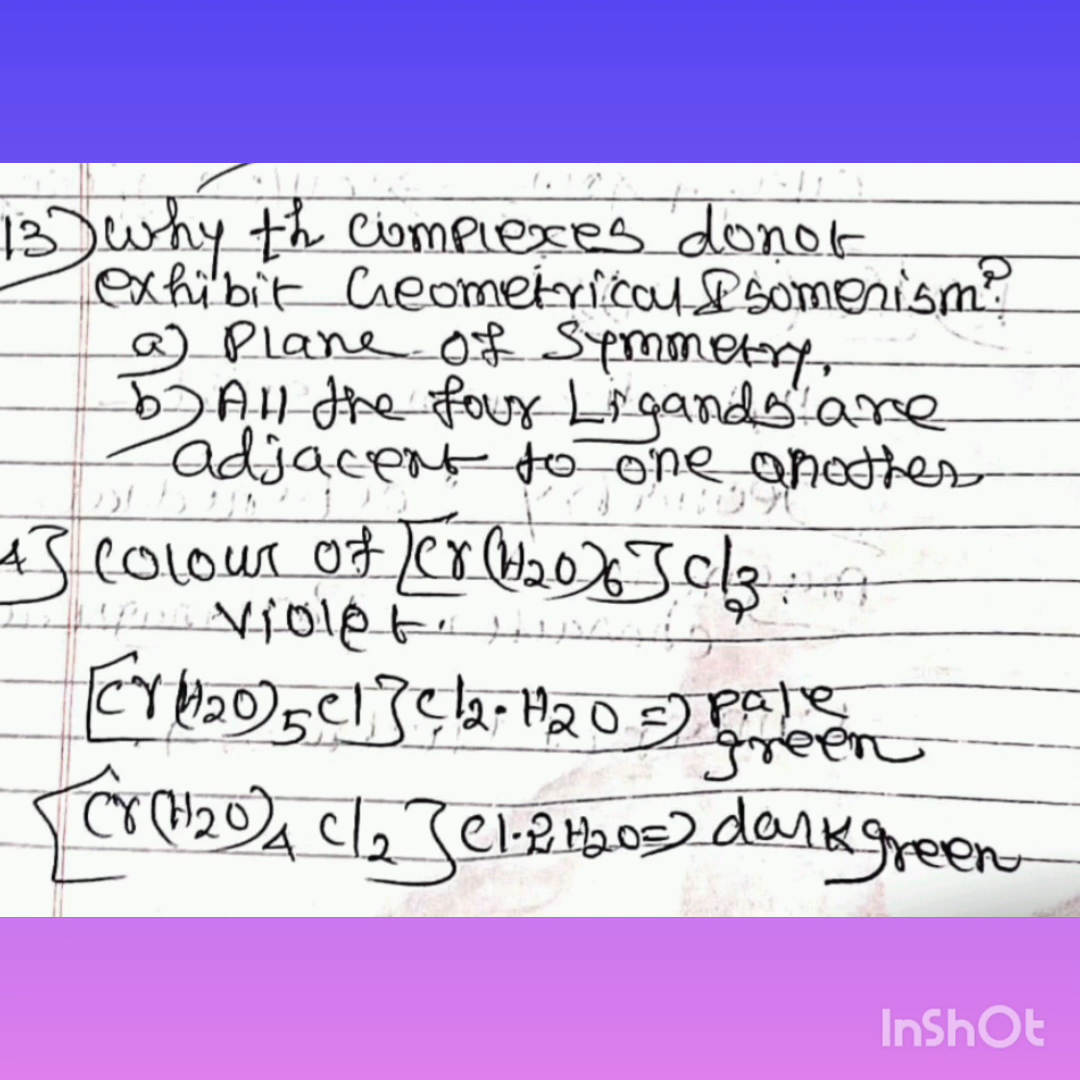 13) Why th complexes donot
exhibit Geometrical Isomerism?
a) Plane of Symmetry.
b) All the four Ligands are
adjacent to one another
4] Colour of [Cr(H2O)6]Cl3.
Violet.
[Cr(H2O)5Cl]Cl2·H2O => pale
green
[Cr(H2O)4Cl2]Cl·2H2O => dark green
InShOt